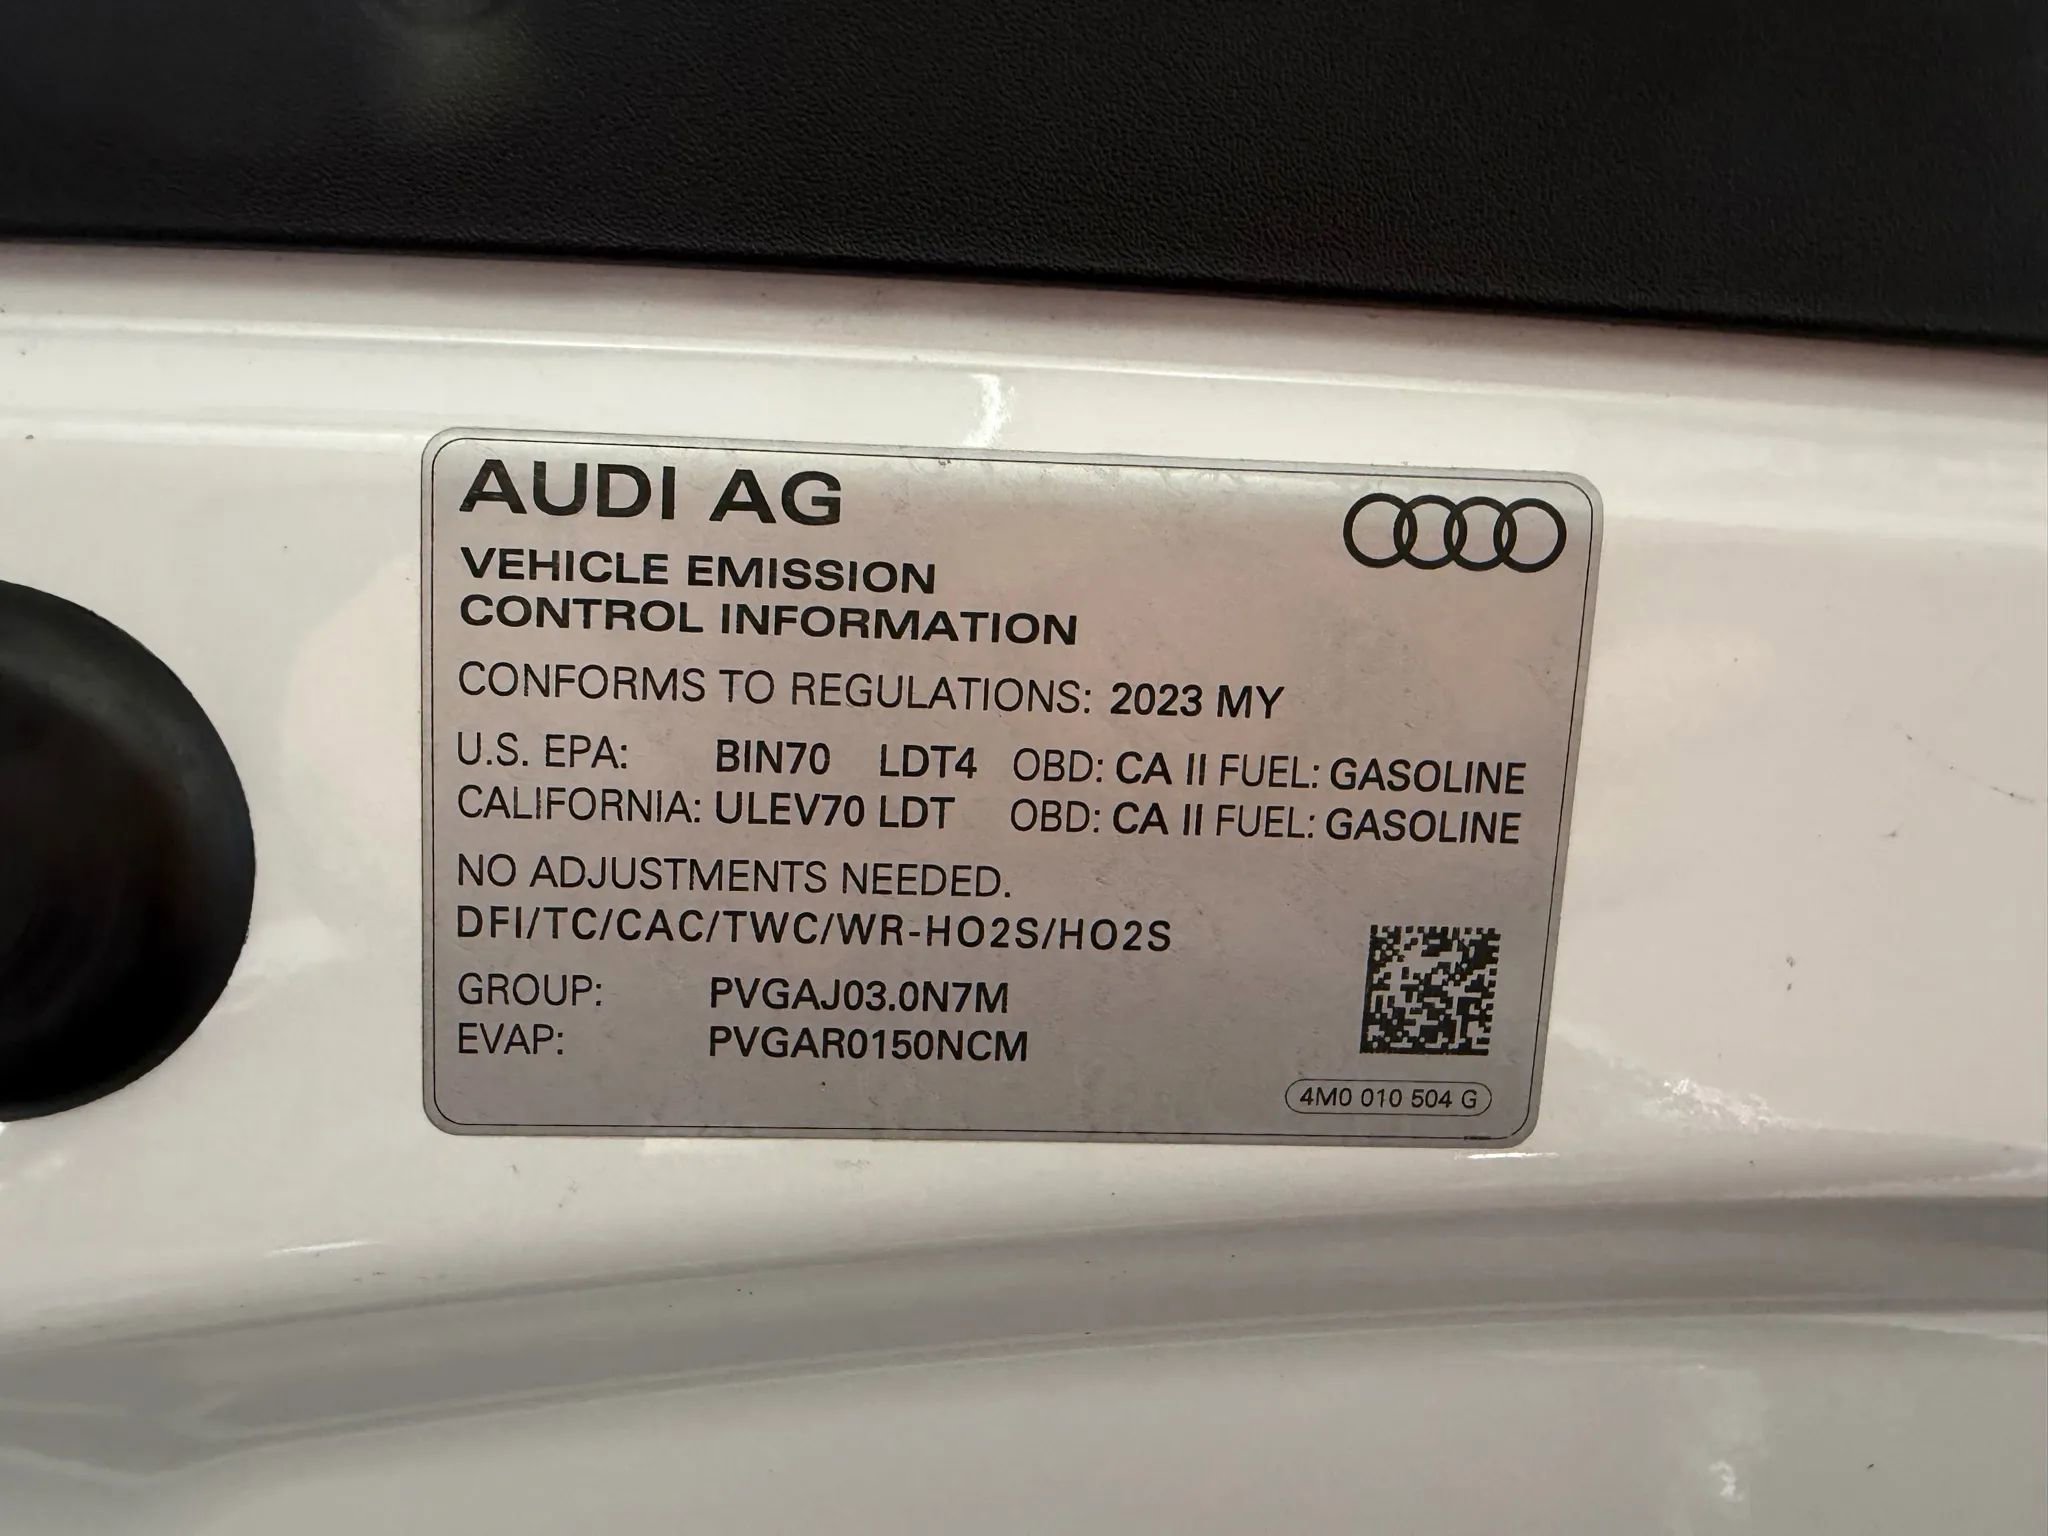 AUDI AG
VEHICLE EMISSION
CONTROL INFORMATION
CONFORMS TO REGULATIONS: 2023 MY
U.S. EPA: BIN70 LDT4 OBD: CA II FUEL: GASOLINE
CALIFORNIA: ULEV70 LDT OBD: CA II FUEL: GASOLINE
NO ADJUSTMENTS NEEDED.
DFI/TC/CAC/TWC/WR-HO2S/HO2S
GROUP: PVGAJ03.0N7M
EVAP: PVGAR0150NCM
4M0 010 504 G